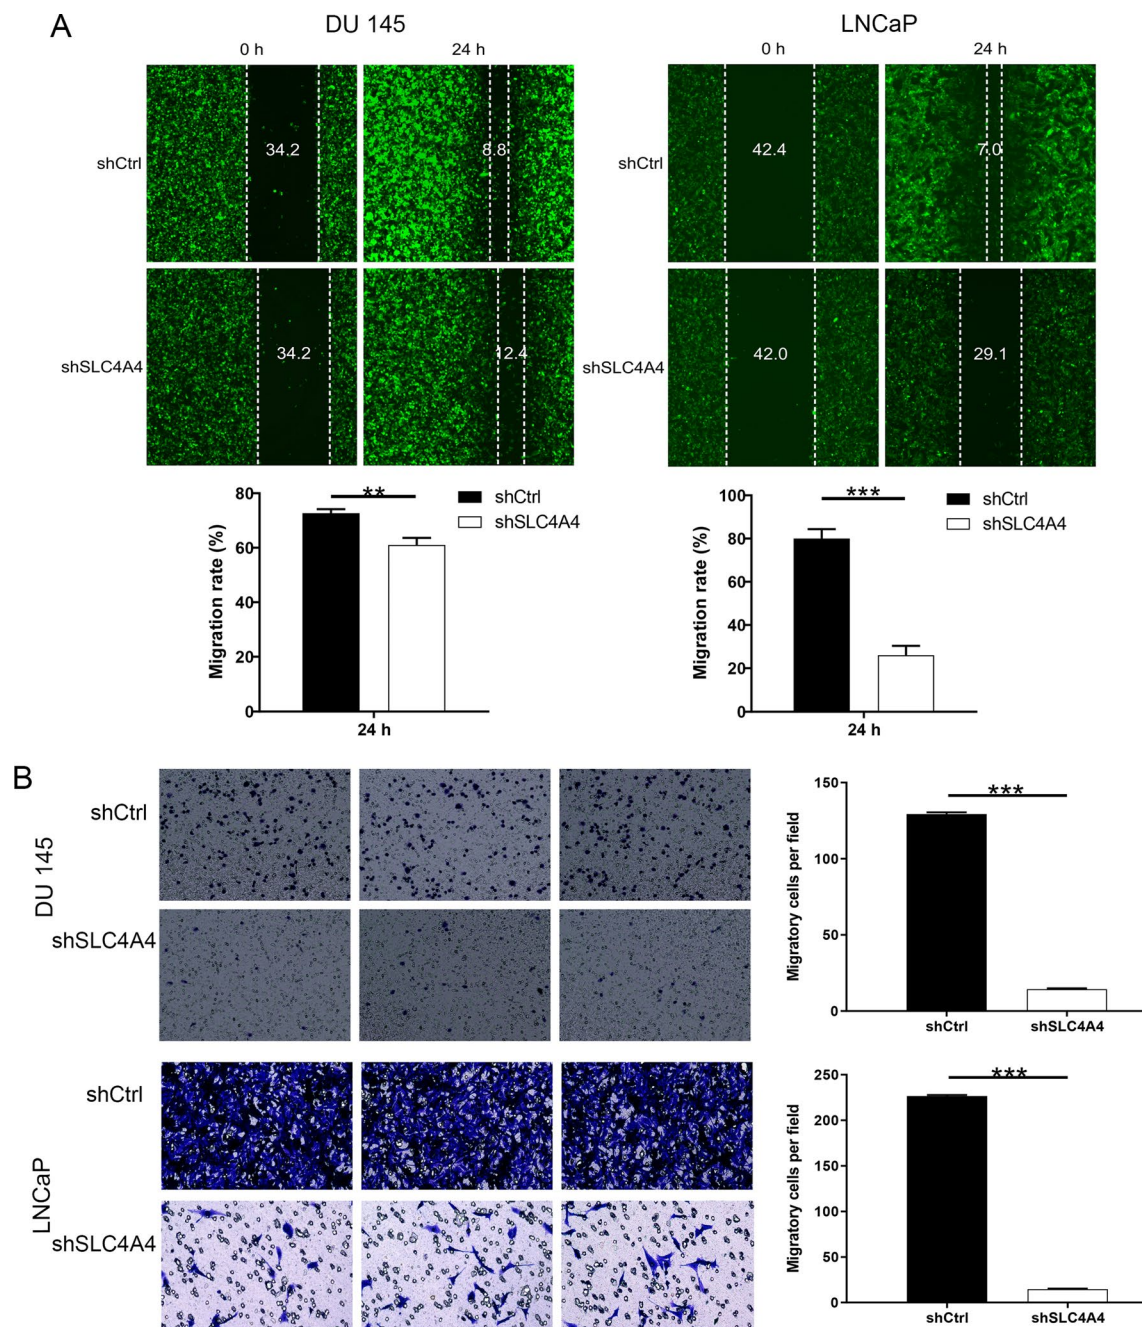 A
DU 145
LNCaP
0 h
24 h
0 h
24 h
shCtrl
34.2
8.8
shCtrl
42.4
7.0
shSLC4A4
34.2
12.4
shSLC4A4
42.0
29.1
80
60
40
20
0
Migration rate (%)
**
shCtrl
shSLC4A4
24 h
100
80
60
40
20
0
Migration rate (%)
***
shCtrl
shSLC4A4
24 h
B
DU 145
shCtrl
shSLC4A4
Migratory cells per field
150
100
50
0
***
shCtrl
shSLC4A4
LNCaP
shCtrl
shSLC4A4
Migratory cells per field
250
200
150
100
50
0
***
shCtrl
shSLC4A4